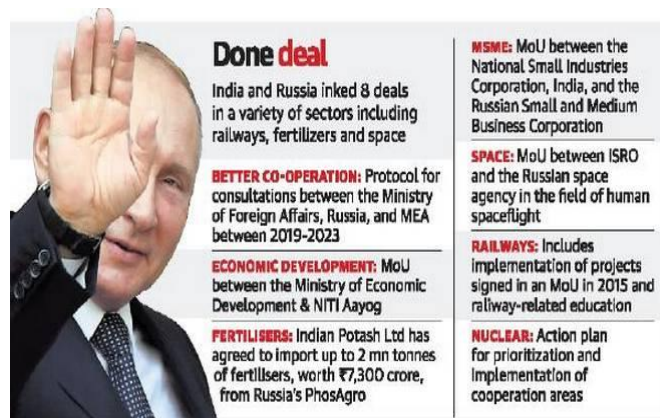 Done deal
India and Russia inked 8 deals
in a variety of sectors including
railways, fertilizers and space
BETTER CO-OPERATION: Protocol for
consultations between the Ministry
of Foreign Affairs, Russia, and MEA
between 2019-2023
ECONOMIC DEVELOPMENT: MoU
between the Ministry of Economic
Development & NITI Aayog
FERTILISERS: Indian Potash Ltd has
agreed to import up to 2 mn tonnes
of fertilisers, worth ₹7,300 crore,
from Russia's PhosAgro
MSME: MoU between the
National Small Industries
Corporation, India, and the
Russian Small and Medium
Business Corporation
SPACE: MoU between ISRO
and the Russian space
agency in the field of human
spaceflight
RAILWAYS: Includes
implementation of projects
signed in an MoU in 2015 and
raliway-related education
NUCLEAR: Action plan
for prioritization and
implementation of
cooperation areas